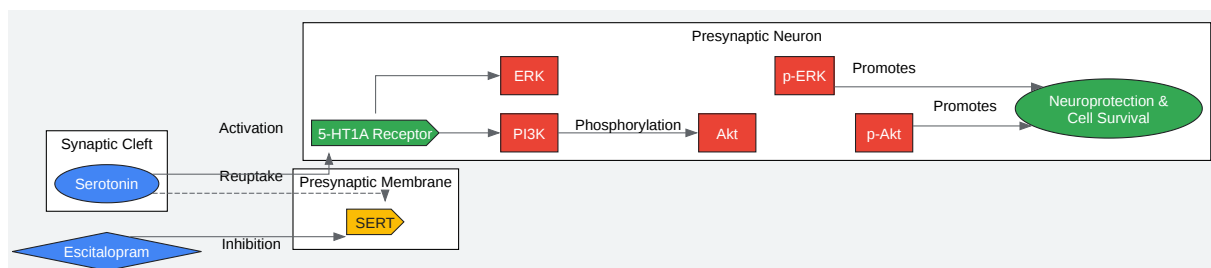 Presynaptic Neuron
ERK
p-ERK
Promotes
Neuroprotection &
Cell Survival
Promotes
Activation
5-HT1A Receptor
PI3K
Phosphorylation
Akt
p-Akt
Synaptic Cleft
Serotonin
Reuptake
Presynaptic Membrane
SERT
Inhibition
Escitalopram